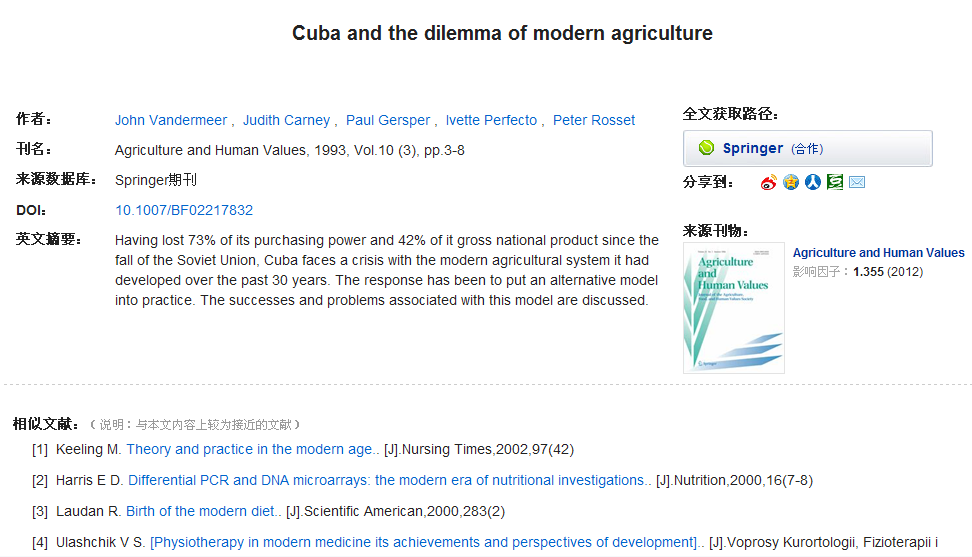 Cuba and the dilemma of modern agriculture
作者： John Vandermeer , Judith Carney , Paul Gersper , Ivette Perfecto , Peter Rosset
刊名： Agriculture and Human Values, 1993, Vol.10 (3), pp.3-8
来源数据库： Springer期刊
DOI： 10.1007/BF02217832
英文摘要： Having lost 73% of its purchasing power and 42% of it gross national product since the
fall of the Soviet Union, Cuba faces a crisis with the modern agricultural system it had
developed over the past 30 years. The response has been to put an alternative model
into practice. The successes and problems associated with this model are discussed.
全文获取路径：
Springer (合作)
分享到：
来源刊物：
Agriculture
and
Human Values
Springer
Agriculture and Human Values
影响因子：1.355 (2012)
相似文献：（说明：与本文内容上较为接近的文献）
[1] Keeling M. Theory and practice in the modern age.. [J].Nursing Times,2002,97(42)
[2] Harris E D. Differential PCR and DNA microarrays: the modern era of nutritional investigations.. [J].Nutrition,2000,16(7-8)
[3] Laudan R. Birth of the modern diet.. [J].Scientific American,2000,283(2)
[4] Ulashchik V S. [Physiotherapy in modern medicine its achievements and perspectives of development].. [J].Voprosy Kurortologii, Fizioterapii i